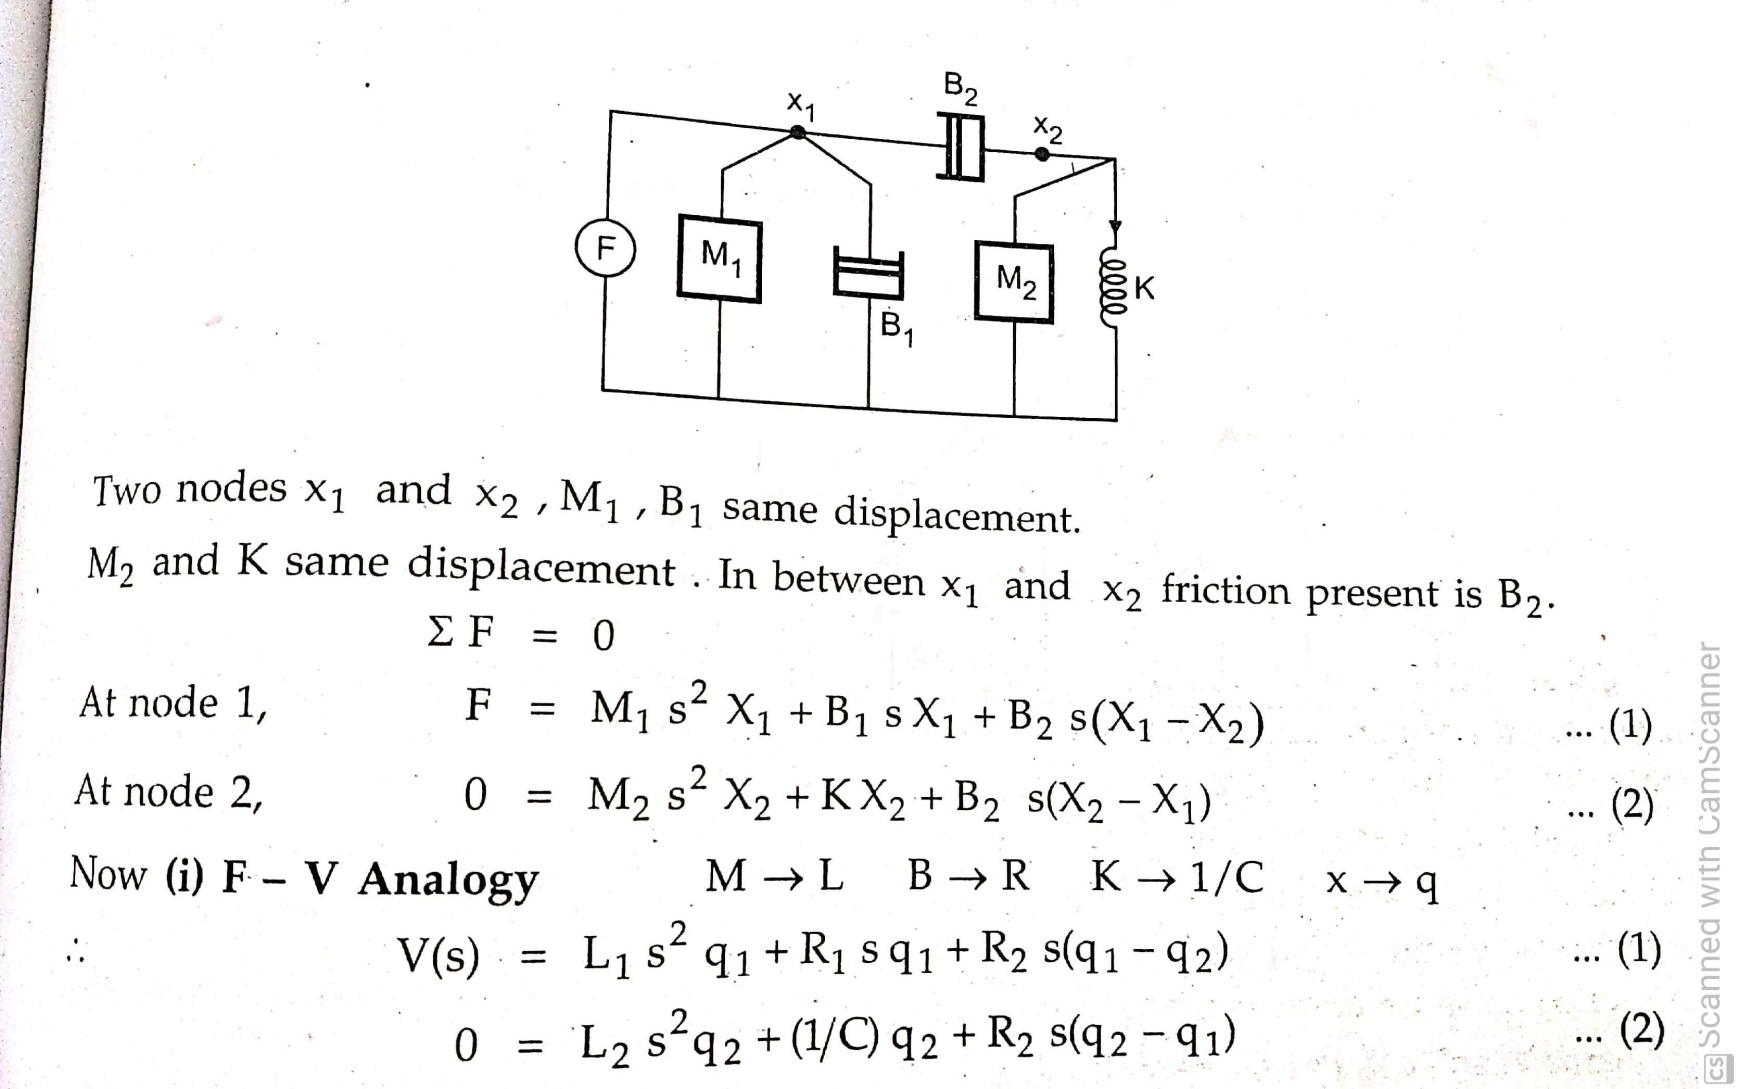 B₂
x₁
x₂
F
M₁
M₂
K
B₁
Two nodes x₁ and x₂ , M₁ , B₁ same displacement.
M₂ and K same displacement . In between x₁ and x₂ friction present is B₂.
Σ F = 0
At node 1, F = M₁ s² X₁ + B₁ s X₁ + B₂ s(X₁ – X₂) ... (1)
At node 2, 0 = M₂ s² X₂ + K X₂ + B₂ s(X₂ – X₁) ... (2)
Now (i) F – V Analogy M → L B → R K → 1/C x → q
∴ V(s) = L₁ s² q₁ + R₁ s q₁ + R₂ s(q₁ – q₂) ... (1)
0 = L₂ s² q₂ + (1/C) q₂ + R₂ s(q₂ – q₁) ... (2)
CS Scanned with CamScanner